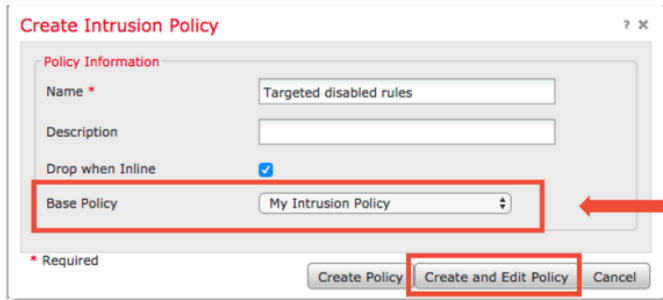 Create Intrusion Policy ? X
Policy Information
Name * Targeted disabled rules
Description
Drop when Inline
Base Policy My Intrusion Policy
* Required
Create Policy Create and Edit Policy Cancel